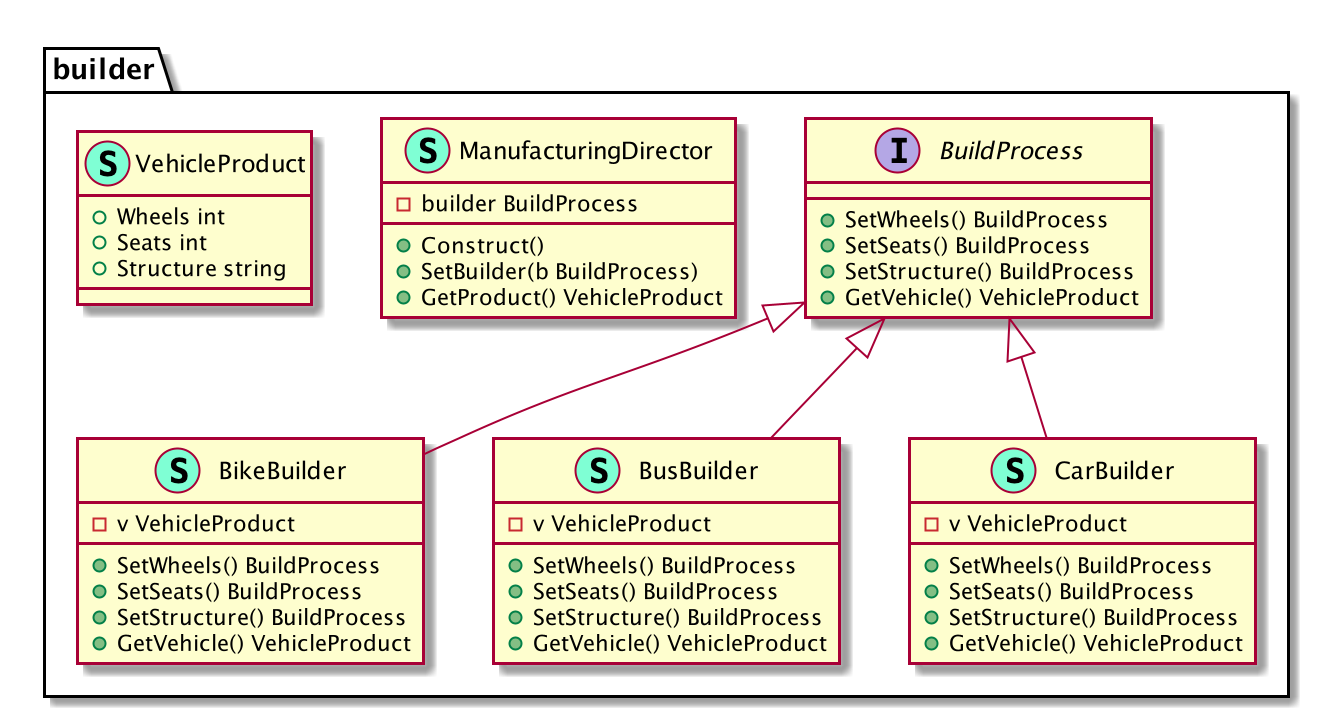 builder
S VehicleProduct
Wheels int
Seats int
Structure string
S ManufacturingDirector
builder BuildProcess
Construct()
SetBuilder(b BuildProcess)
GetProduct() VehicleProduct
I BuildProcess
SetWheels() BuildProcess
SetSeats() BuildProcess
SetStructure() BuildProcess
GetVehicle() VehicleProduct
S BikeBuilder
v VehicleProduct
SetWheels() BuildProcess
SetSeats() BuildProcess
SetStructure() BuildProcess
GetVehicle() VehicleProduct
S BusBuilder
v VehicleProduct
SetWheels() BuildProcess
SetSeats() BuildProcess
SetStructure() BuildProcess
GetVehicle() VehicleProduct
S CarBuilder
v VehicleProduct
SetWheels() BuildProcess
SetSeats() BuildProcess
SetStructure() BuildProcess
GetVehicle() VehicleProduct